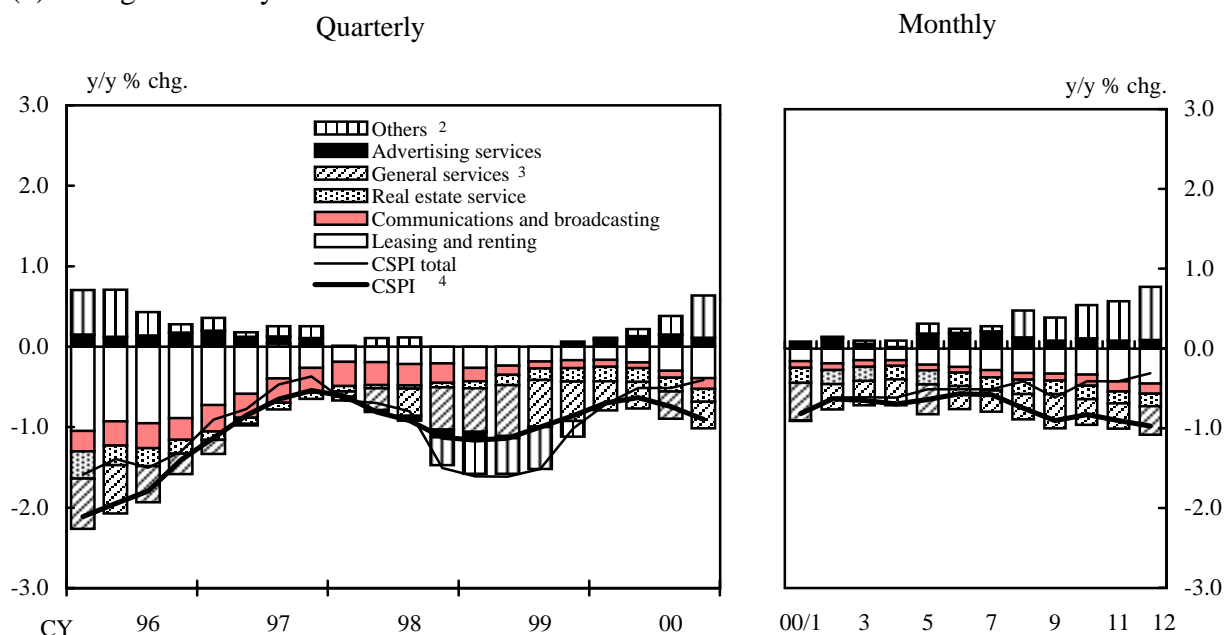 Quarterly
Monthly
y/y % chg.
y/y % chg.
3.0
2.0
1.0
0.0
-1.0
-2.0
-3.0
Others 2
Advertising services
General services 3
Real estate service
Communications and broadcasting
Leasing and renting
CSPI total
CSPI 4
3.0
2.0
1.0
0.0
-1.0
-2.0
-3.0
CY 96 97 98 99 00
00/1 3 5 7 9 11 12